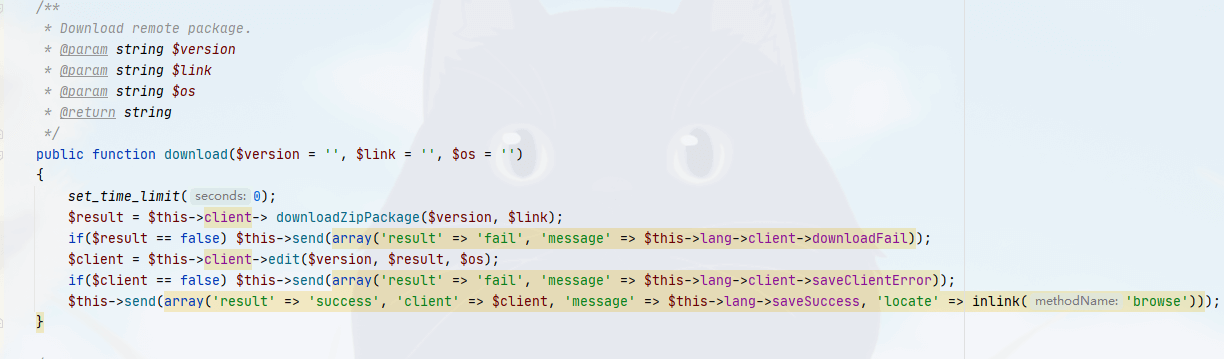 /**
 * Download remote package.
 * @param string $version
 * @param string $link
 * @param string $os
 * @return string
 */
public function download($version = '', $link = '', $os = '')
{
    set_time_limit( seconds: 0);
    $result = $this->client-> downloadZipPackage($version, $link);
    if($result == false) $this->send(array('result' => 'fail', 'message' => $this->lang->client->downloadFail));
    $client = $this->client->edit($version, $result, $os);
    if($client == false) $this->send(array('result' => 'fail', 'message' => $this->lang->client->saveClientError));
    $this->send(array('result' => 'success', 'client' => $client, 'message' => $this->lang->saveSuccess, 'locate' => inlink( methodName: 'browse')));
}